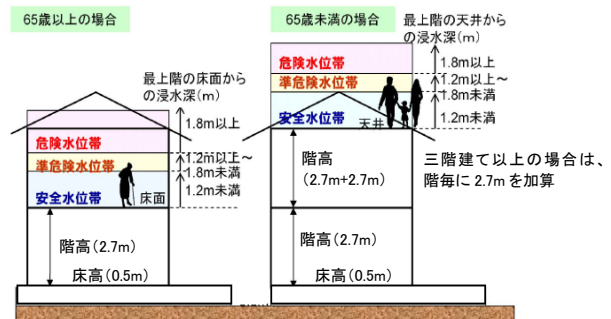 65歳以上の場合
最上階の床面から
の浸水深(m)
1.8m以上
危険水位帯
1.2m以上~
準危険水位帯
1.8m未満
安全水位帯
床面
1.2m未満
階高(2.7m)
床高(0.5m)
65歳未満の場合
最上階の天井か
らの浸水深(m)
危険水位帯
1.8m以上
準危険水位帯
1.2m以上~
1.8m未満
安全水位帯
天井
1.2m未満
階高
(2.7m+2.7m)
階高(2.7m)
床高(0.5m)
三階建て以上の場合は、
階毎に 2.7m を加算